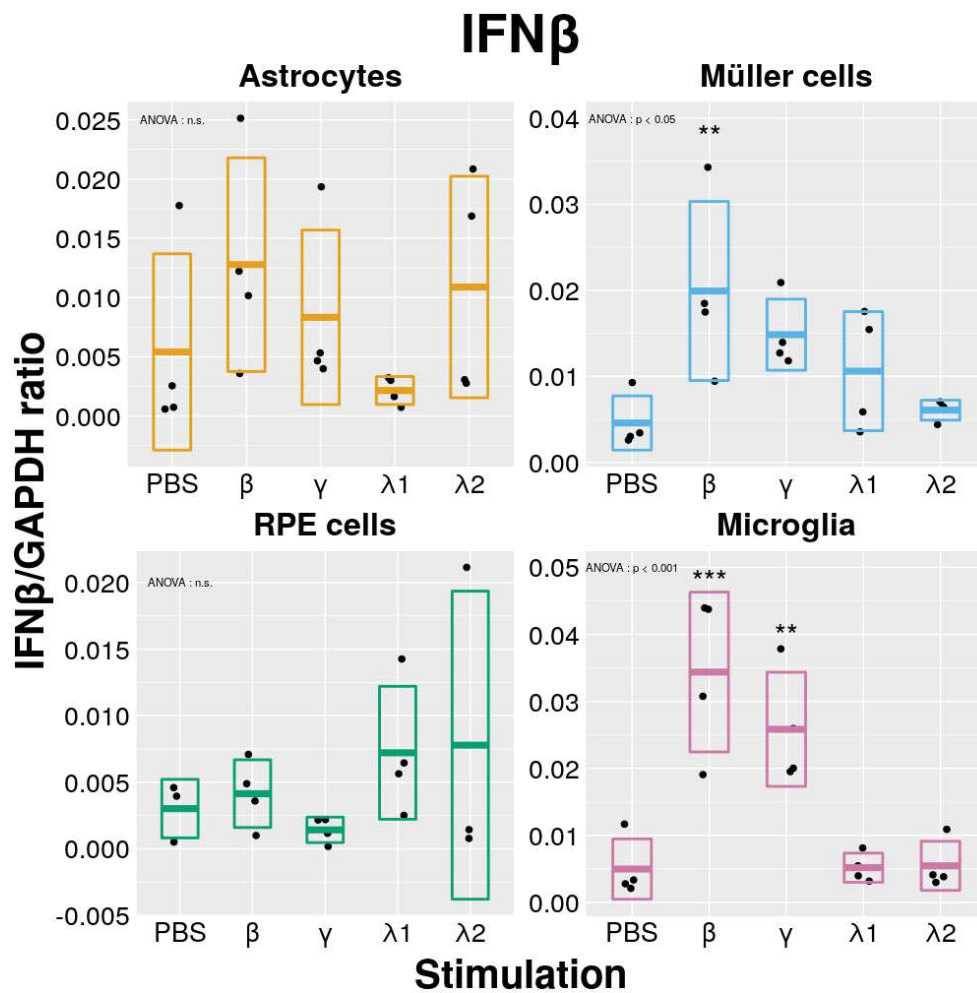 IFNβ
Astrocytes
Müller cells
ANOVA : n.s.
0.025
0.020
0.015
0.010
0.005
0.000
PBS β γ λ1 λ2
ANOVA : p < 0.05
**
0.04
0.03
0.02
0.01
0.00
PBS β γ λ1 λ2
IFNβ/GAPDH ratio
RPE cells
Microglia
ANOVA : n.s.
0.020
0.015
0.010
0.005
0.000
-0.005
PBS β γ λ1 λ2
ANOVA : p < 0.001
***
**
0.05
0.04
0.03
0.02
0.01
0.00
PBS β γ λ1 λ2
Stimulation